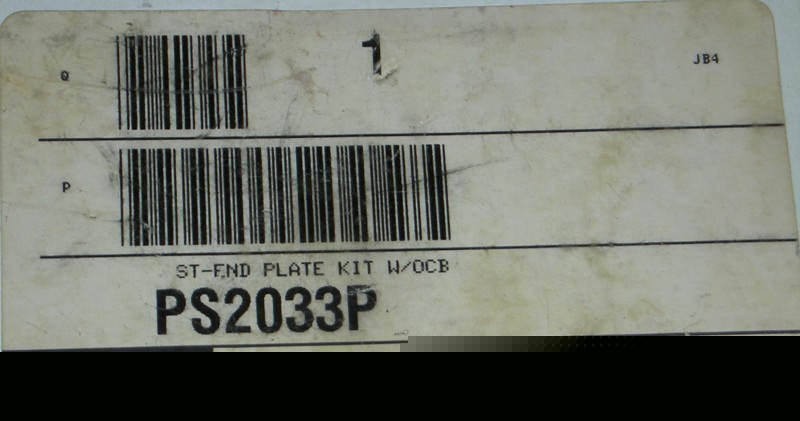 Q
1
JB4
P
ST-END PLATE KIT W/OCB
PS2033P